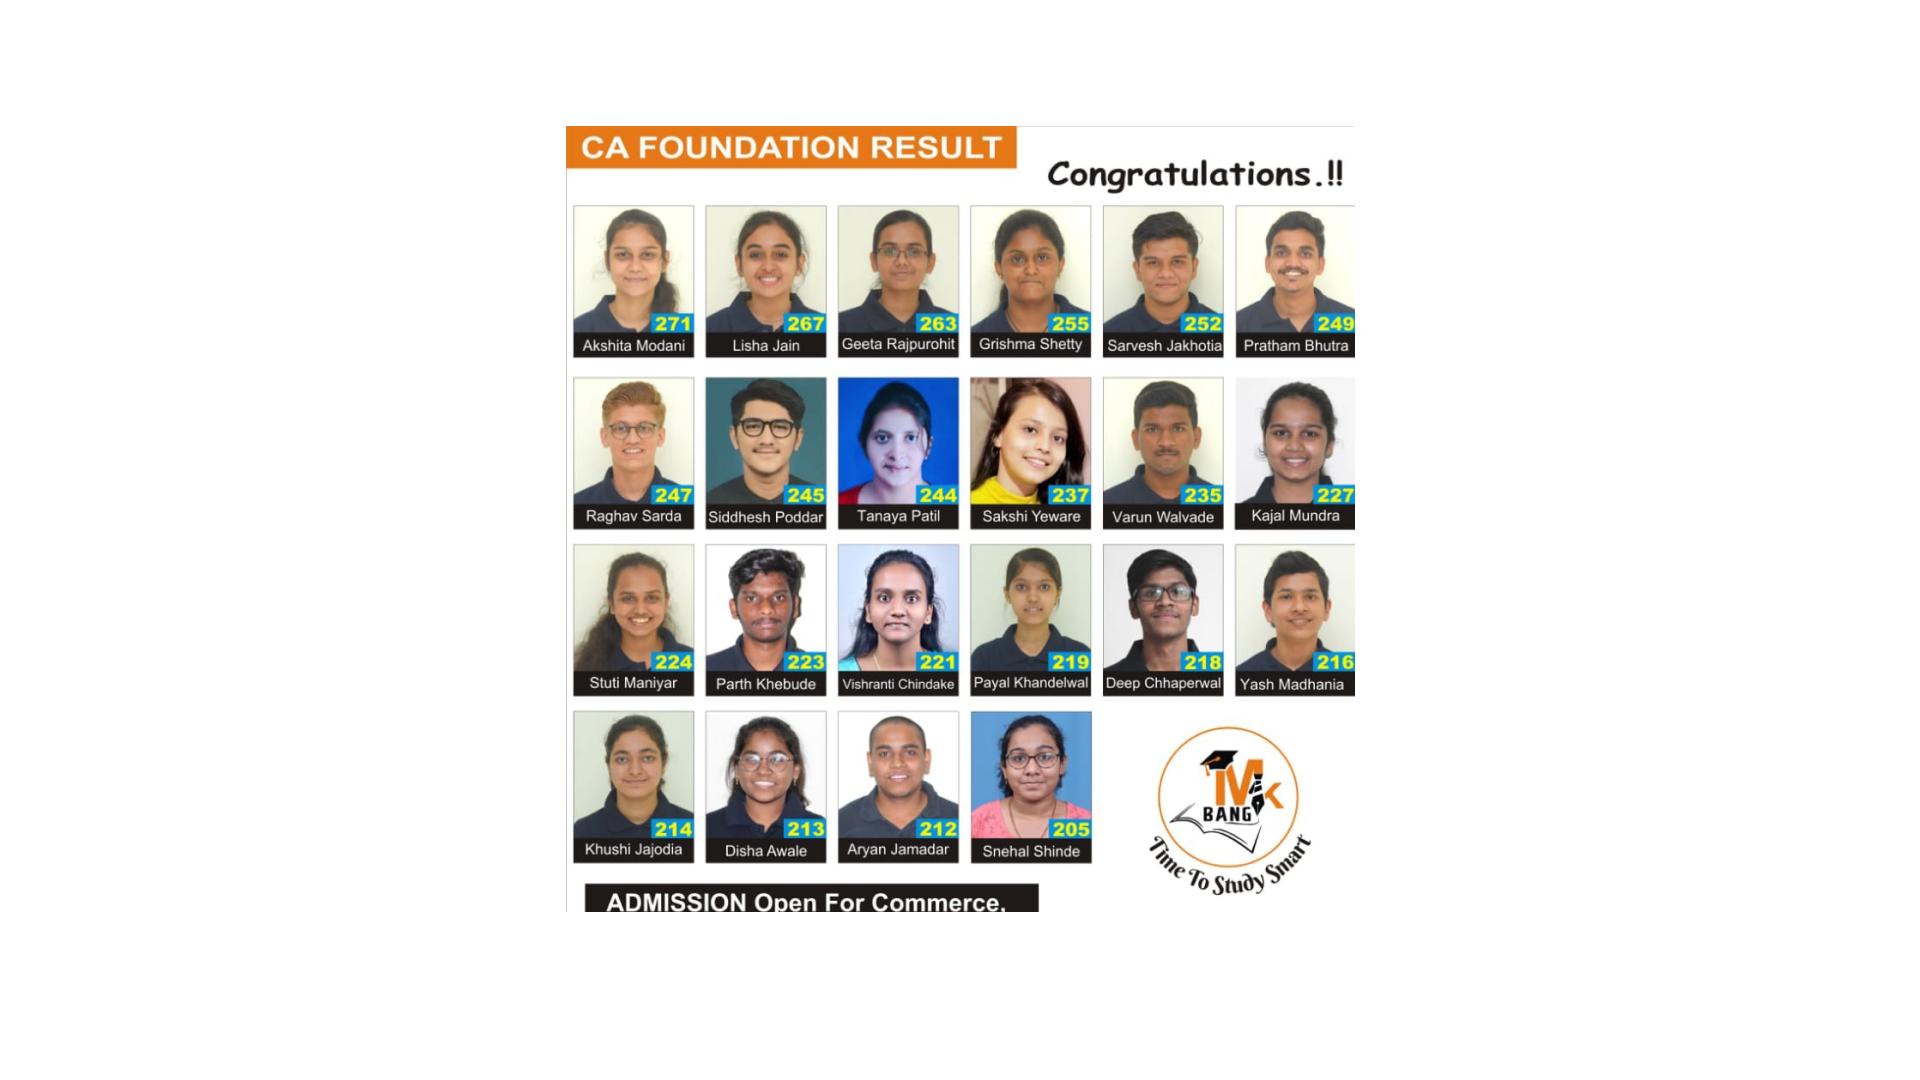 CA FOUNDATION RESULT
Congratulations.!!
271 267 263 255 252 249
Akshita Modani Lisha Jain Geeta Rajpurohit Grishma Shetty Sarvesh Jakhotia Pratham Bhutra
247 245 244 237 235 227
Raghav Sarda Siddhesh Poddar Tanaya Patil Sakshi Yeware Varun Walvade Kajal Mundra
224 223 221 219 218 216
Stuti Maniyar Parth Khebude Vishranti Chindake Payal Khandelwal Deep Chhaperwal Yash Madhania
214 213 212 205
Khushi Jajodia Disha Awale Aryan Jamadar Snehal Shinde
MK
BANG
Time To Study Smart
ADMISSION Open For Commerce,